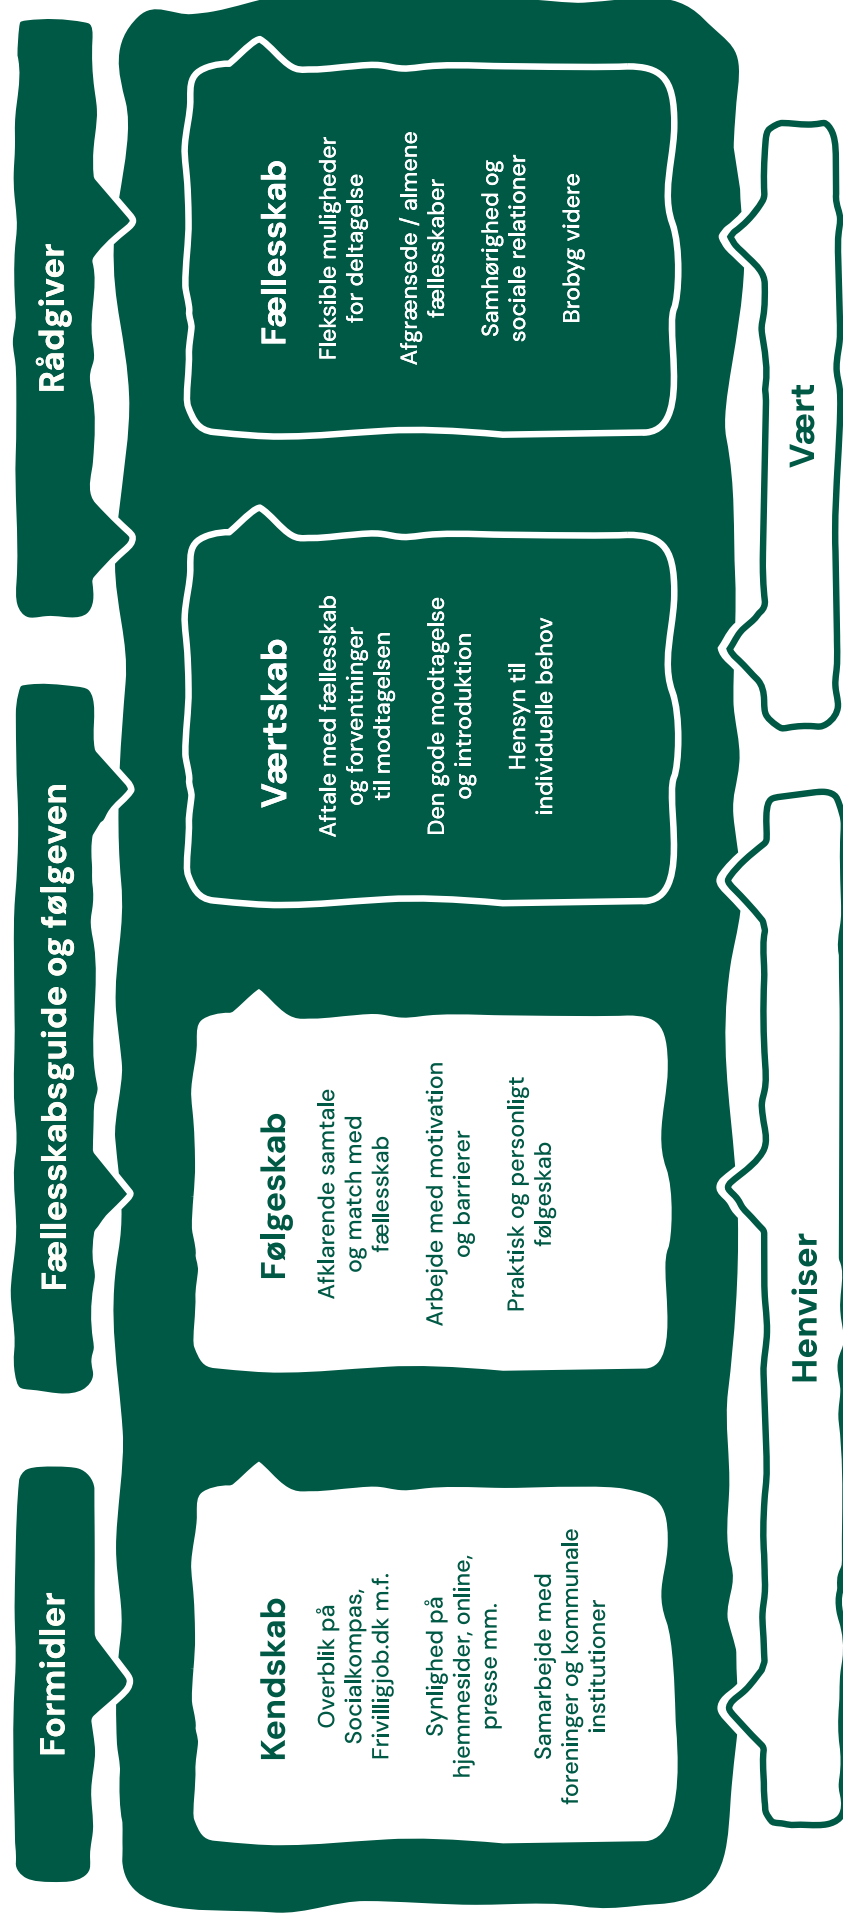 Formidler
Fællesskabsguide og følgeven
Rådgiver
Kendskab
Overblik på
Socialkompas,
Frivilligjob.dk m.f.
Synlighed på
hjemmesider, online,
presse mm.
Samarbejde med
foreninger og kommunale
institutioner
Følgeskab
Afklarende samtale
og match med
fællesskab
Arbejde med motivation
og barrierer
Praktisk og personligt
følgeskab
Værtskab
Aftale med fællesskab
og forventninger
til modtagelsen
Den gode modtagelse
og introduktion
Hensyn til
individuelle behov
Fællesskab
Fleksible muligheder
for deltagelse
Afgrænsede / almene
fællesskaber
Samhørighed og
sociale relationer
Brobyg videre
Henviser
Vært